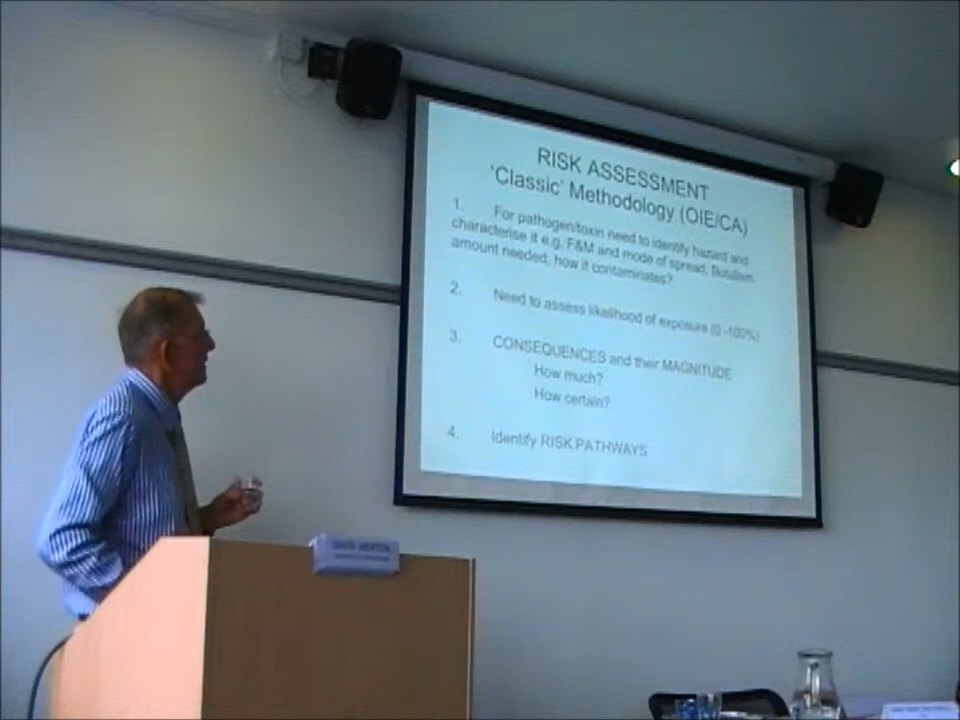 RISK ASSESSMENT
‘Classic’ Methodology (OIE/CA)
1. For pathogen/toxin need to identify hazard and
characterise it e.g. F&M and mode of spread, Botulism
amount needed, how it contaminates?
2. Need to assess likelihood of exposure (0 -100%)
3. CONSEQUENCES and their MAGNITUDE
How much?
How certain?
4. Identify RISK PATHWAYS
DAVID MORTON